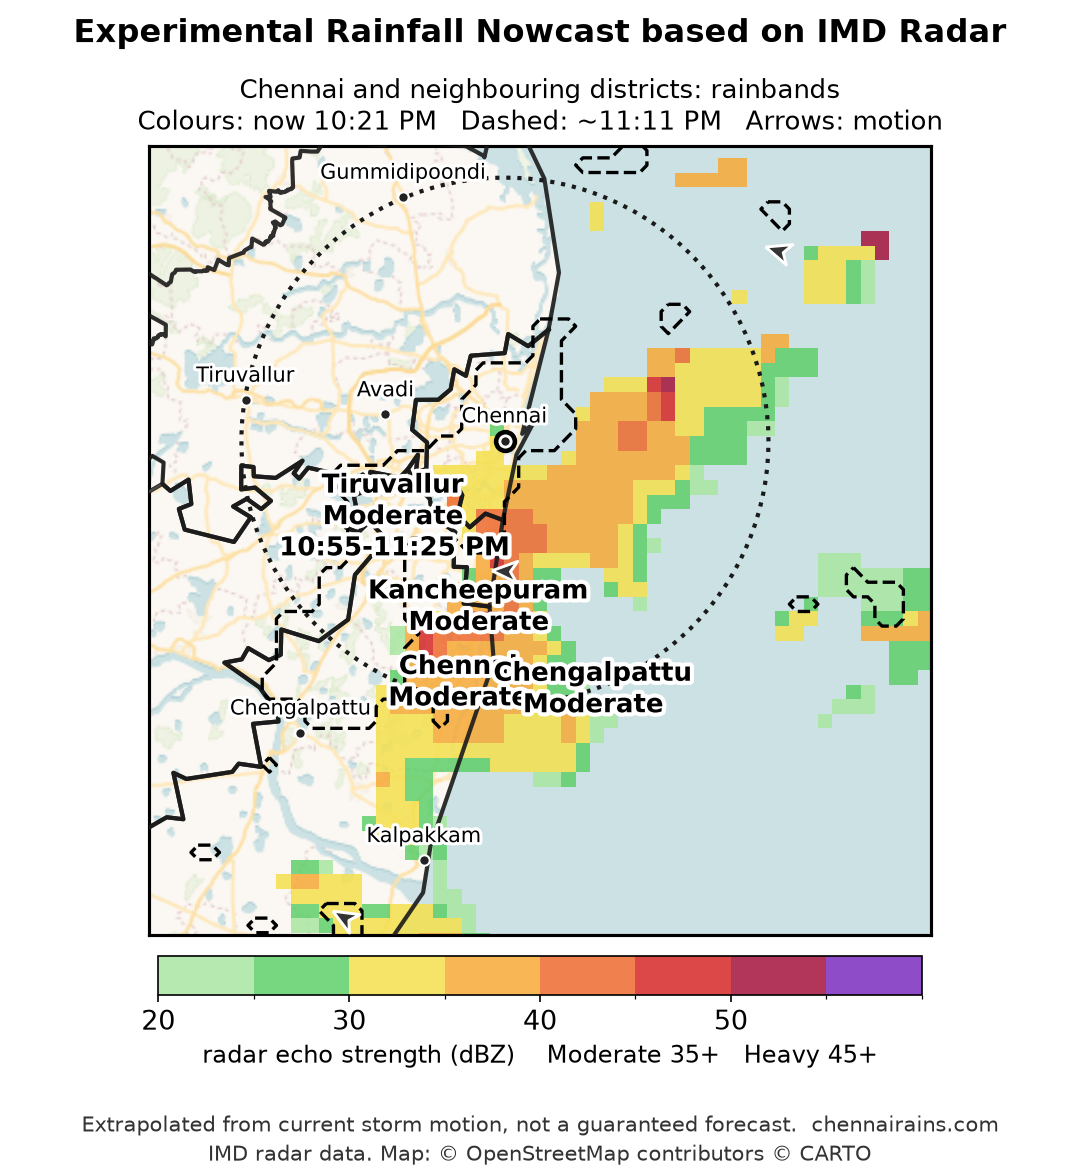 Experimental Rainfall Nowcast based on IMD Radar
Chennai and neighbouring districts: rainbands
Colours: now 10:21 PM   Dashed: ~11:11 PM   Arrows: motion
Gummidipoondi
Tiruvallur
Avadi
Chennai
Tiruvallur
Moderate
10:55-11:25 PM
Kancheepuram
Moderate
Chennai
Moderate
Chengalpattu
Moderate
Chengalpattu
Kalpakkam
20 30 40 50
radar echo strength (dBZ)   Moderate 35+   Heavy 45+
Extrapolated from current storm motion, not a guaranteed forecast.  chennairains.com
IMD radar data. Map: © OpenStreetMap contributors © CARTO